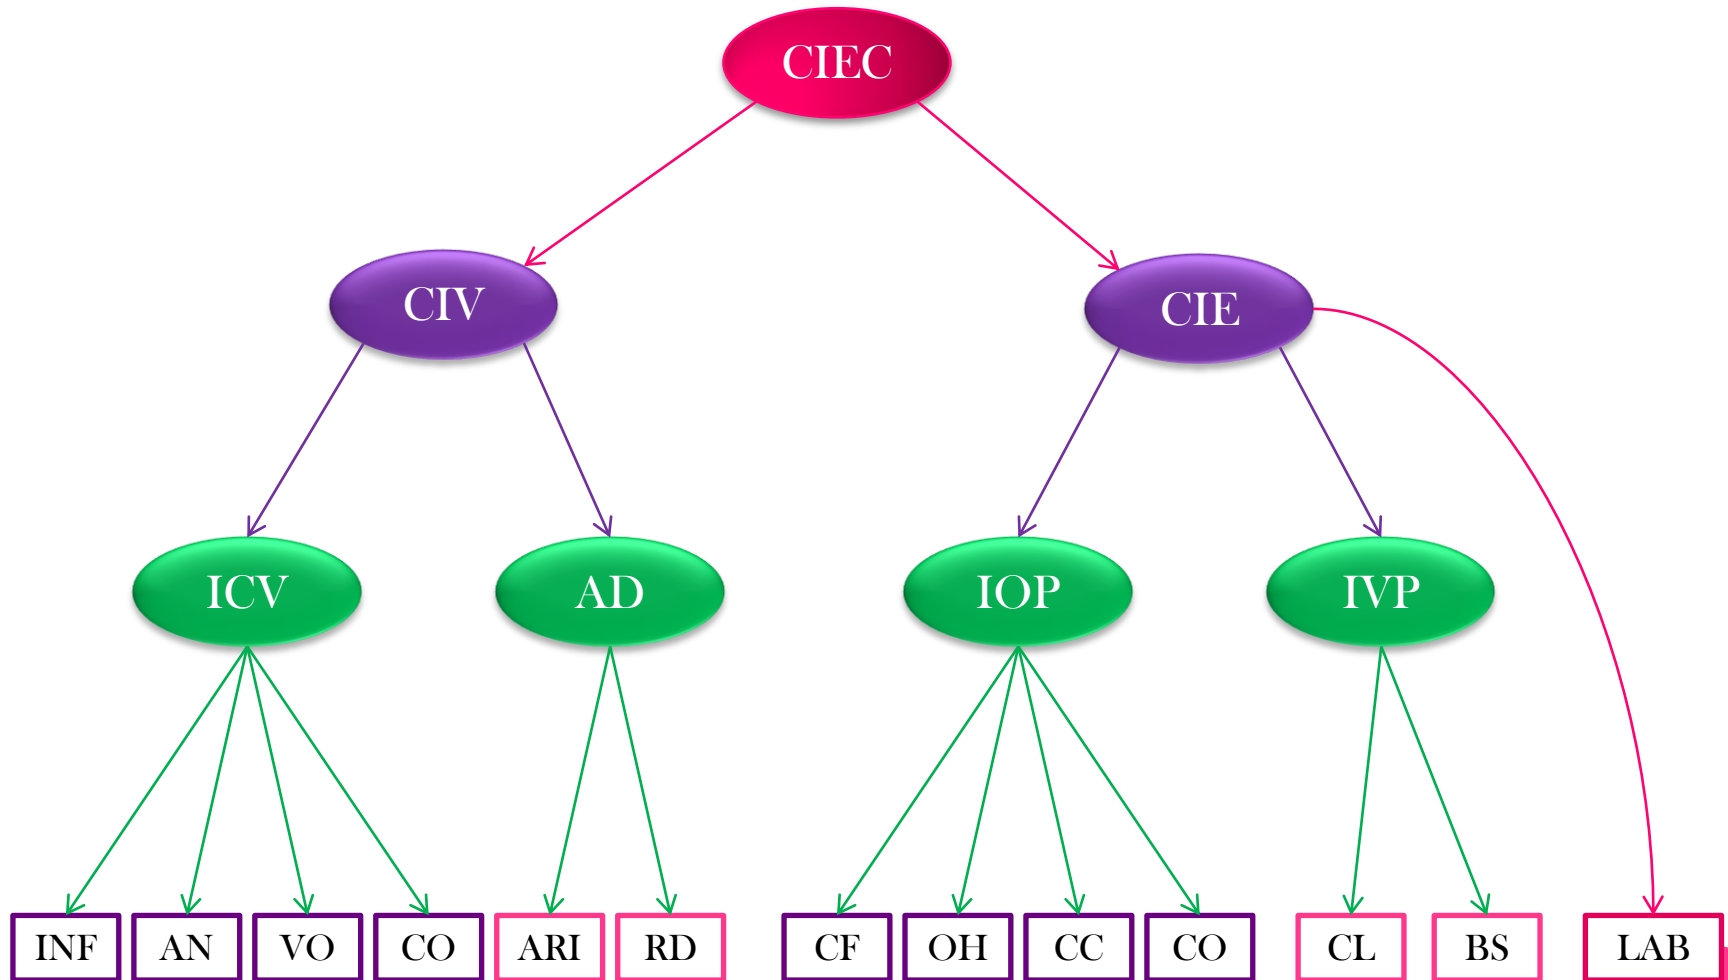 CIEC
CIV
CIE
ICV
AD
IOP
IVP
INF
AN
VO
CO
ARI
RD
CF
OH
CC
CO
CL
BS
LAB